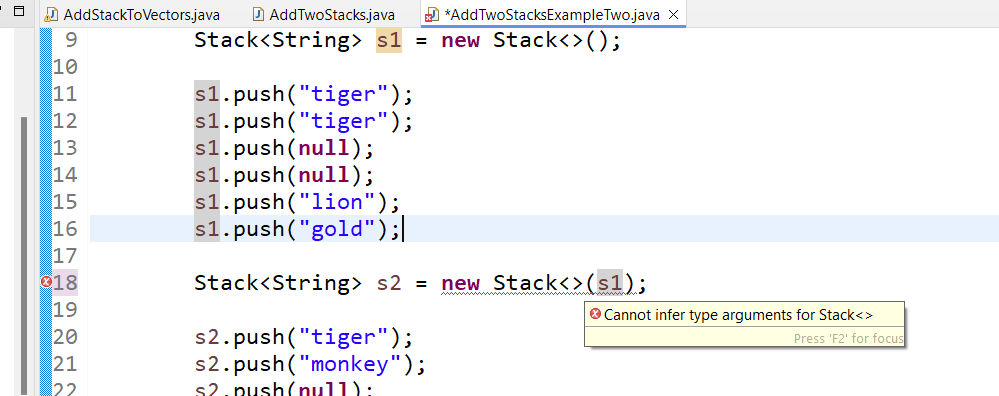 AddStackToVectors.java AddTwoStacks.java *AddTwoStacksExampleTwo.java
9 Stack<String> s1 = new Stack<>();
10
11 s1.push("tiger");
12 s1.push("tiger");
13 s1.push(null);
14 s1.push(null);
15 s1.push("lion");
16 s1.push("gold");
17
18 Stack<String> s2 = new Stack<>(s1);
19
Cannot infer type arguments for Stack<>
Press 'F2' for focus
20 s2.push("tiger");
21 s2.push("monkey");
22 s2.push(null);